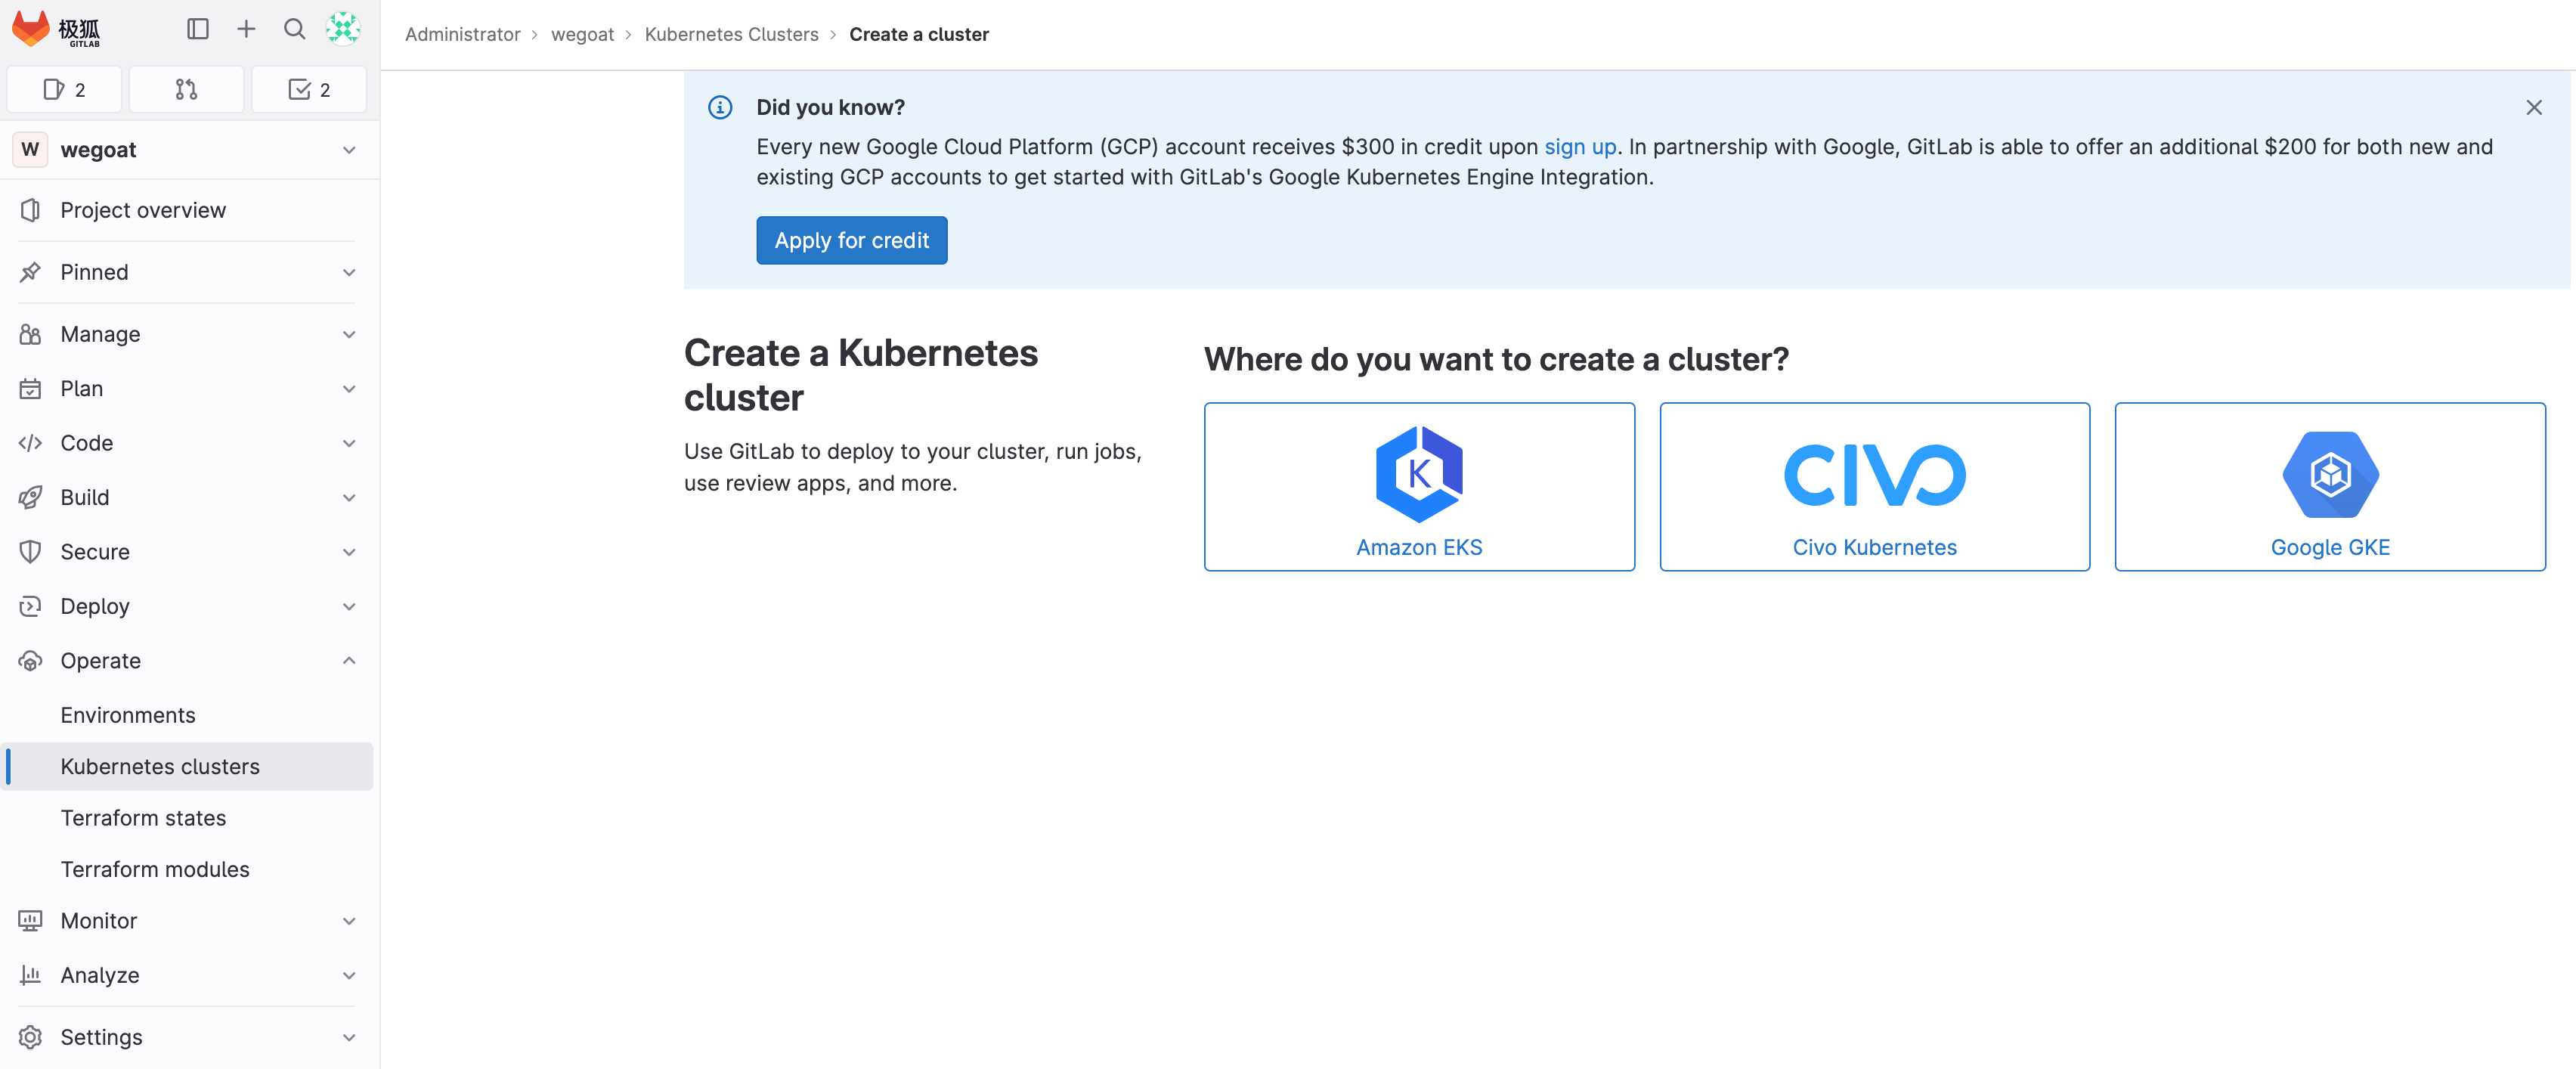 极狐
GITLAB
2
2
W wegoat
Project overview
Pinned
Manage
Plan
Code
Build
Secure
Deploy
Operate
Environments
Kubernetes clusters
Terraform states
Terraform modules
Monitor
Analyze
Settings
Administrator › wegoat › Kubernetes Clusters › Create a cluster
Did you know?
Every new Google Cloud Platform (GCP) account receives $300 in credit upon sign up. In partnership with Google, GitLab is able to offer an additional $200 for both new and
existing GCP accounts to get started with GitLab's Google Kubernetes Engine Integration.
Apply for credit
Create a Kubernetes
cluster
Use GitLab to deploy to your cluster, run jobs,
use review apps, and more.
Where do you want to create a cluster?
K
Amazon EKS
CIVO
Civo Kubernetes
Google GKE